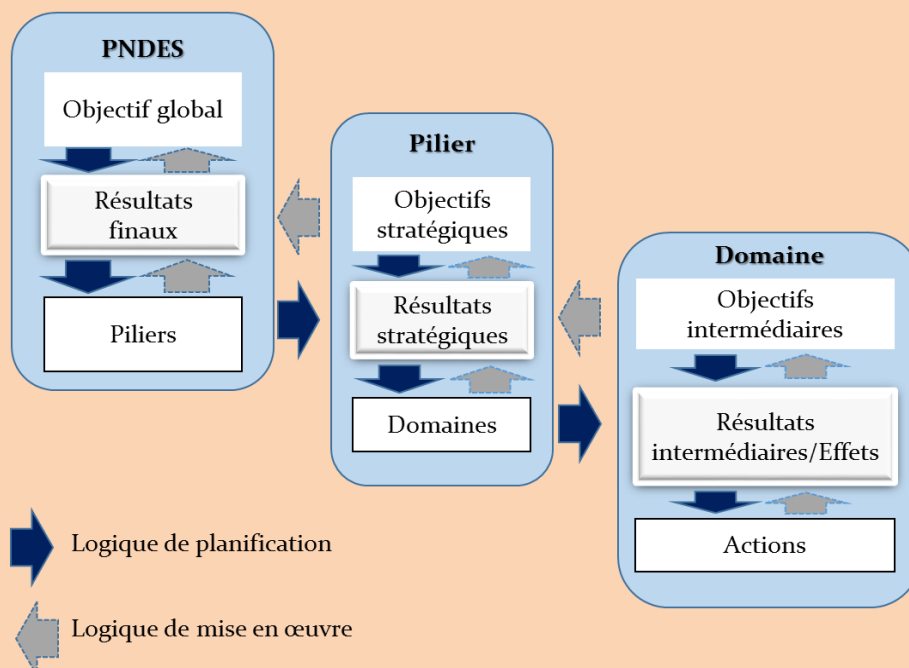 PNDES
Objectif global
Résultats
finaux
Piliers
Pilier
Objectifs
stratégiques
Résultats
stratégiques
Domaines
Domaine
Objectifs
intermédiaires
Résultats
intermédiaires/Effets
Actions
Logique de planification
Logique de mise en œuvre